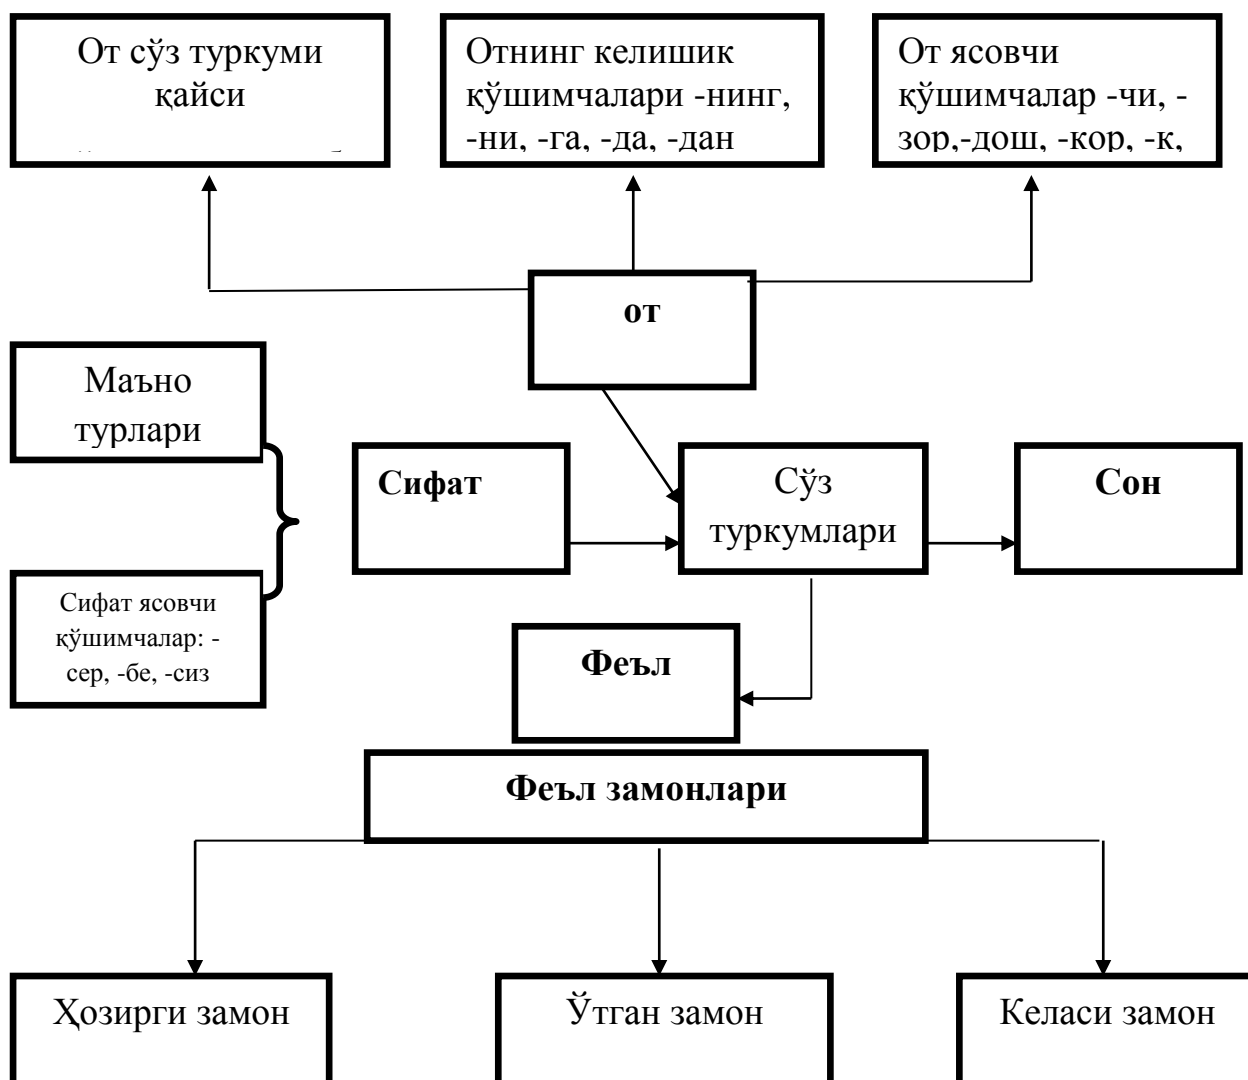 От сўз туркуми
қайси
Отнинг келишик
қўшимчалари -нинг,
-ни, -га, -да, -дан
От ясовчи
қўшимчалар -чи, -
зор,-дош, -кор, -к,
от
Маъно
турлари
Сифат
Сўз
туркумлари
Сон
Сифат ясовчи
қўшимчалар: -
сер, -бе, -сиз
Феъл
Феъл замонлари
Ҳозирги замон
Ўтган замон
Келаси замон